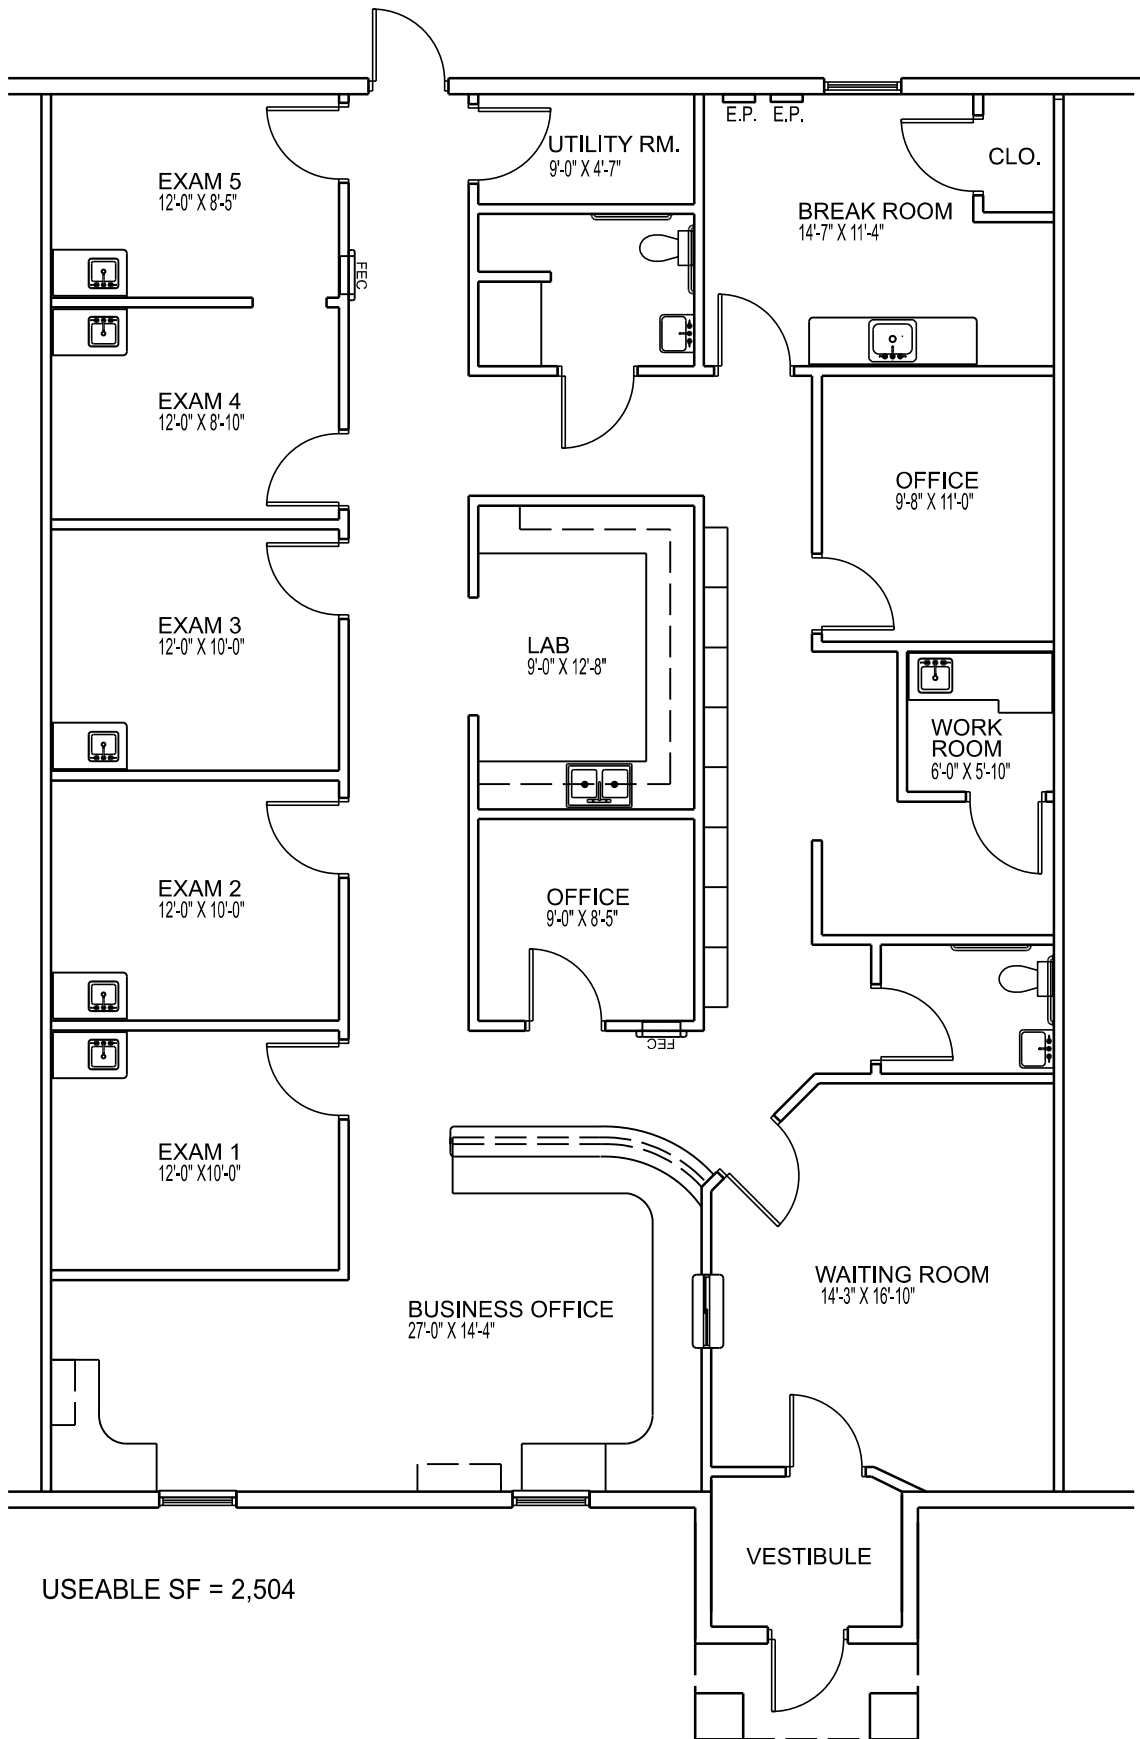 E.P. E.P.
UTILITY RM.
9'-0" X 4'-7"
CLO.
EXAM 5
12'-0" X 8'-5"
BREAK ROOM
14'-7" X 11'-4"
FEC
EXAM 4
12'-0" X 8'-10"
OFFICE
9'-8" X 11'-0"
EXAM 3
12'-0" X 10'-0"
LAB
9'-0" X 12'-8"
WORK
ROOM
6'-0" X 5'-10"
EXAM 2
12'-0" X 10'-0"
OFFICE
9'-0" X 8'-5"
FEC
EXAM 1
12'-0" X10'-0"
WAITING ROOM
14'-3" X 16'-10"
BUSINESS OFFICE
27'-0" X 14'-4"
VESTIBULE
USEABLE SF = 2,504